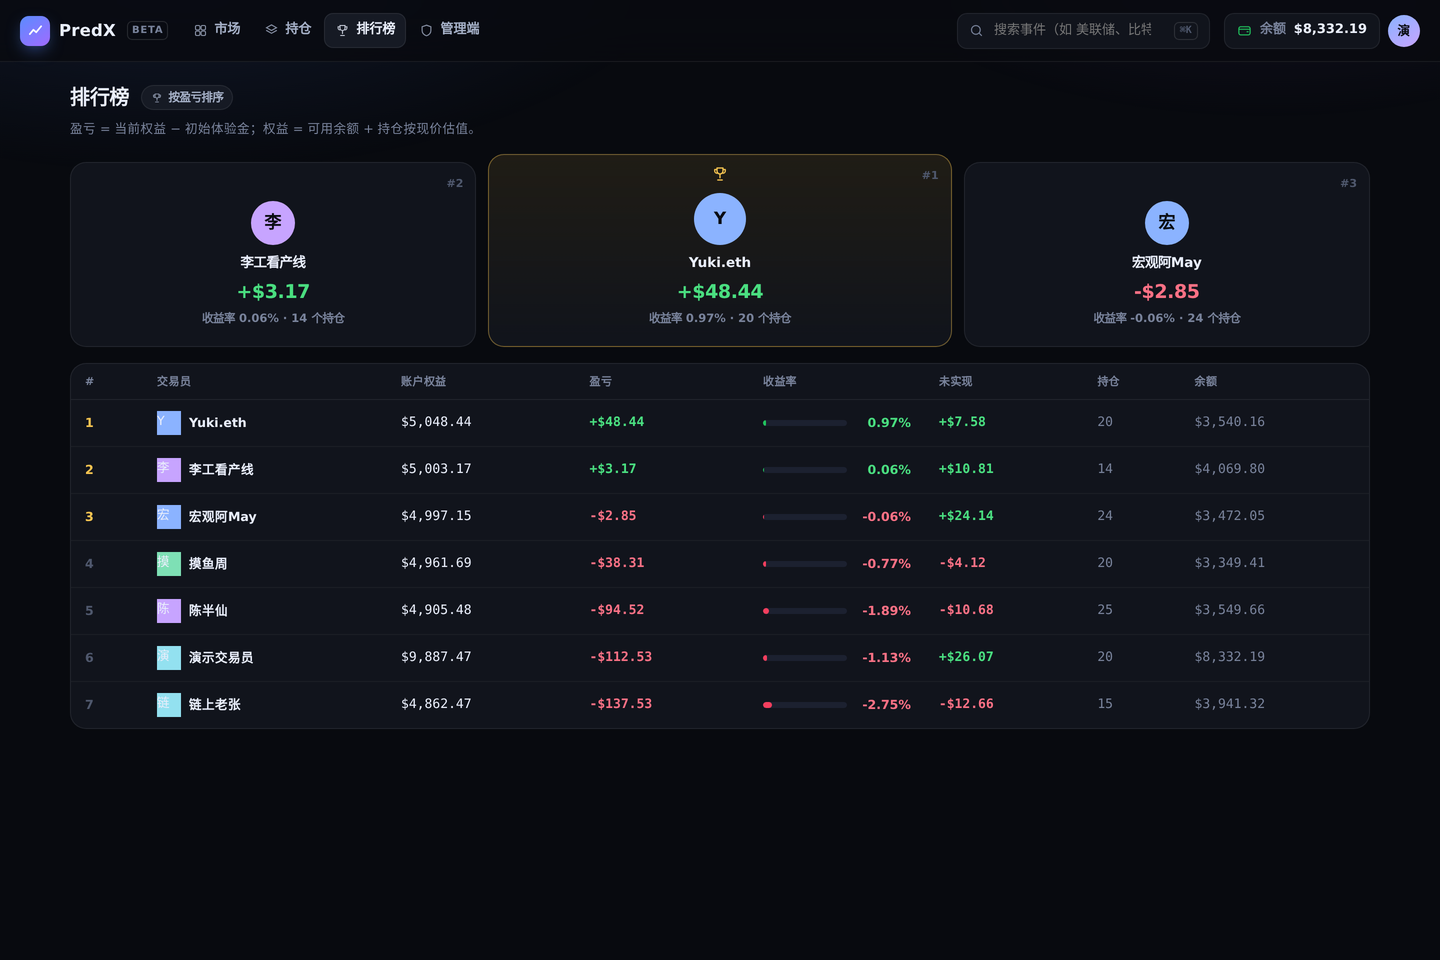 PredX BETA 市场 持仓 排行榜 管理端 搜索事件（如 美联储、比特 ⌘K 余额 $8,332.19 演
排行榜 按盈亏排序
盈亏 = 当前权益 − 初始体验金；权益 = 可用余额 + 持仓按现价估值。
#2
李
李工看产线
+$3.17
收益率 0.06% · 14 个持仓
#1
Y
Yuki.eth
+$48.44
收益率 0.97% · 20 个持仓
#3
宏
宏观阿May
-$2.85
收益率 -0.06% · 24 个持仓
# 交易员 账户权益 盈亏 收益率 未实现 持仓 余额
1 Y Yuki.eth $5,048.44 +$48.44 0.97% +$7.58 20 $3,540.16
2 李 李工看产线 $5,003.17 +$3.17 0.06% +$10.81 14 $4,069.80
3 宏 宏观阿May $4,997.15 -$2.85 -0.06% +$24.14 24 $3,472.05
4 摸 摸鱼周 $4,961.69 -$38.31 -0.77% -$4.12 20 $3,349.41
5 陈 陈半仙 $4,905.48 -$94.52 -1.89% -$10.68 25 $3,549.66
6 演 演示交易员 $9,887.47 -$112.53 -1.13% +$26.07 20 $8,332.19
7 链 链上老张 $4,862.47 -$137.53 -2.75% -$12.66 15 $3,941.32